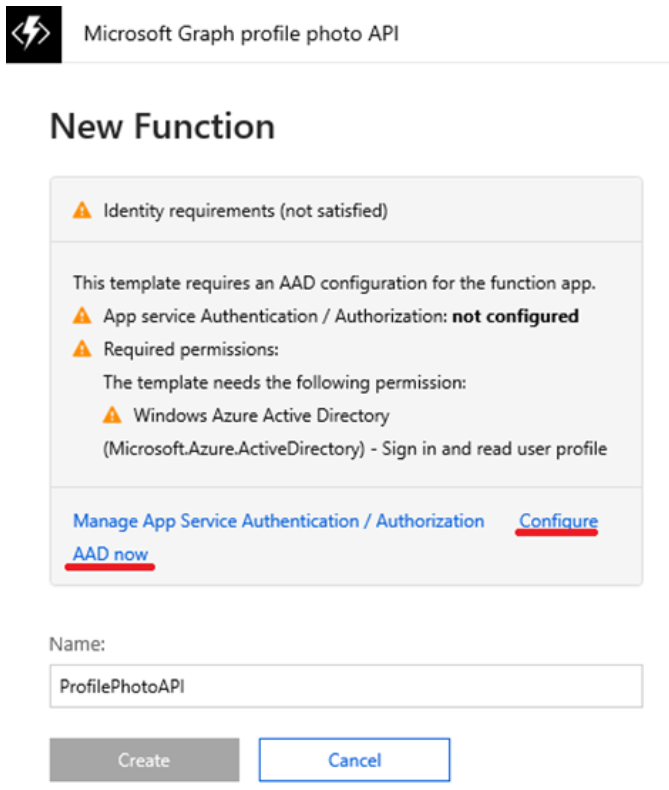 Microsoft Graph profile photo API
New Function
Identity requirements (not satisfied)
This template requires an AAD configuration for the function app.
App service Authentication / Authorization: not configured
Required permissions:
The template needs the following permission:
Windows Azure Active Directory
(Microsoft.Azure.ActiveDirectory) - Sign in and read user profile
Manage App Service Authentication / Authorization Configure
AAD now
Name:
ProfilePhotoAPI
Create Cancel